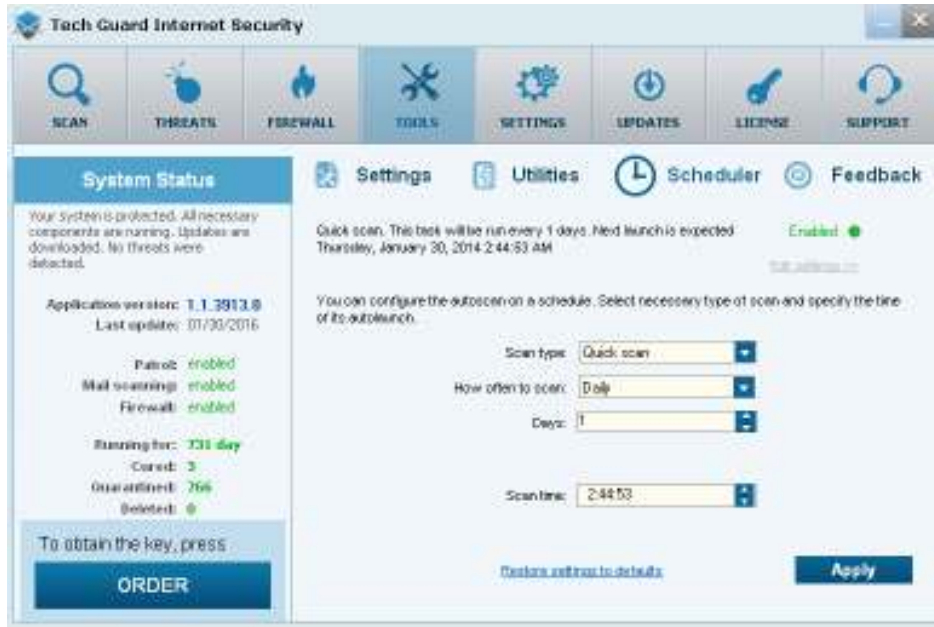 Tech Guard Internet Security
SCAN
THREATS
FIREWALL
TOOLS
SETTINGS
UPDATES
LICENSE
SUPPORT
System Status
Your system is protected. All necessary
components are running. Updates are
downloaded. No threats were
detected.
Application version: 1.1.3913.8
Last update: 01/30/2016
Patrol: enabled
Mail scanning: enabled
Firewall: enabled
Running for: 731 day
Cured: 3
Quarantined: 266
Deleted: 0
To obtain the key, press
ORDER
Settings
Utilities
Scheduler
Feedback
Quick scan. This task will be run every 1 days. Next launch is expected
Thursday, January 30, 2014 2:44:53 AM
Enabled
You can configure the autoscan on a schedule. Select necessary type of scan and specify the time
of its autolaunch.
Scan type: Quick scan
How often to scan: Daily
Days: 1
Scan time: 2:44:53
Restore settings to defaults
Apply